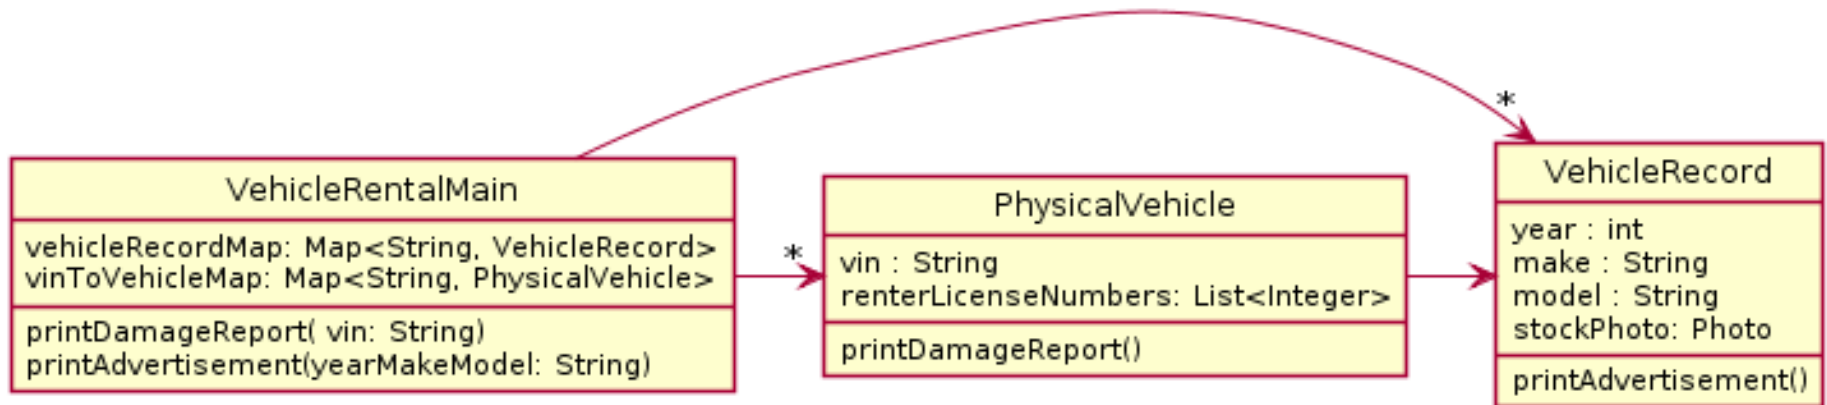 *
VehicleRentalMain
vehicleRecordMap: Map<String, VehicleRecord>
vinToVehicleMap: Map<String, PhysicalVehicle>
printDamageReport( vin: String)
printAdvertisement(yearMakeModel: String)
*
PhysicalVehicle
vin : String
renterLicenseNumbers: List<Integer>
printDamageReport()
VehicleRecord
year : int
make : String
model : String
stockPhoto: Photo
printAdvertisement()